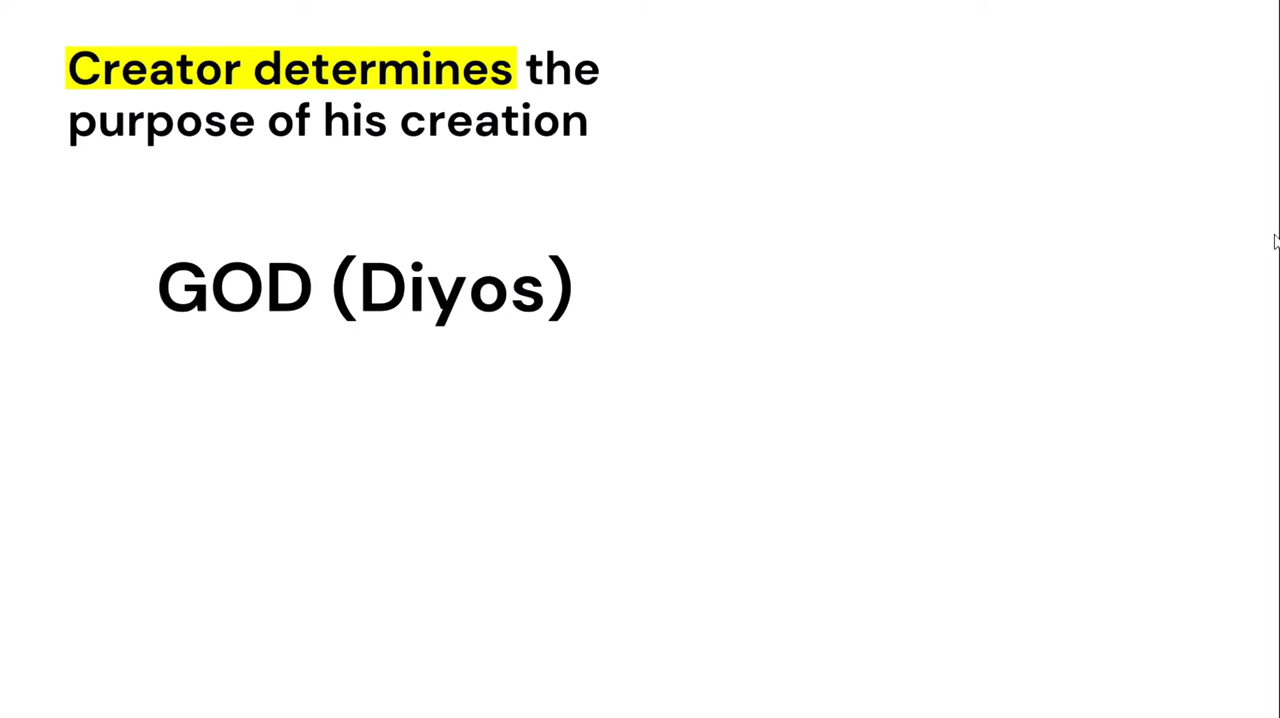 Creator determines the
purpose of his creation
GOD (Diyos)